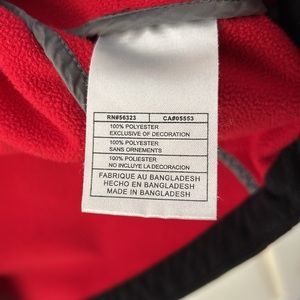 RN#56323 CA#05553
100% POLYESTER
EXCLUSIVE OF DECORATION
100% POLYESTER
SANS ORNEMENTS
100% POLIESTER
NO INCLUYE LA DECORACION
FABRIQUE AU BANGLADESH
HECHO EN BANGLADESH
MADE IN BANGLADESH